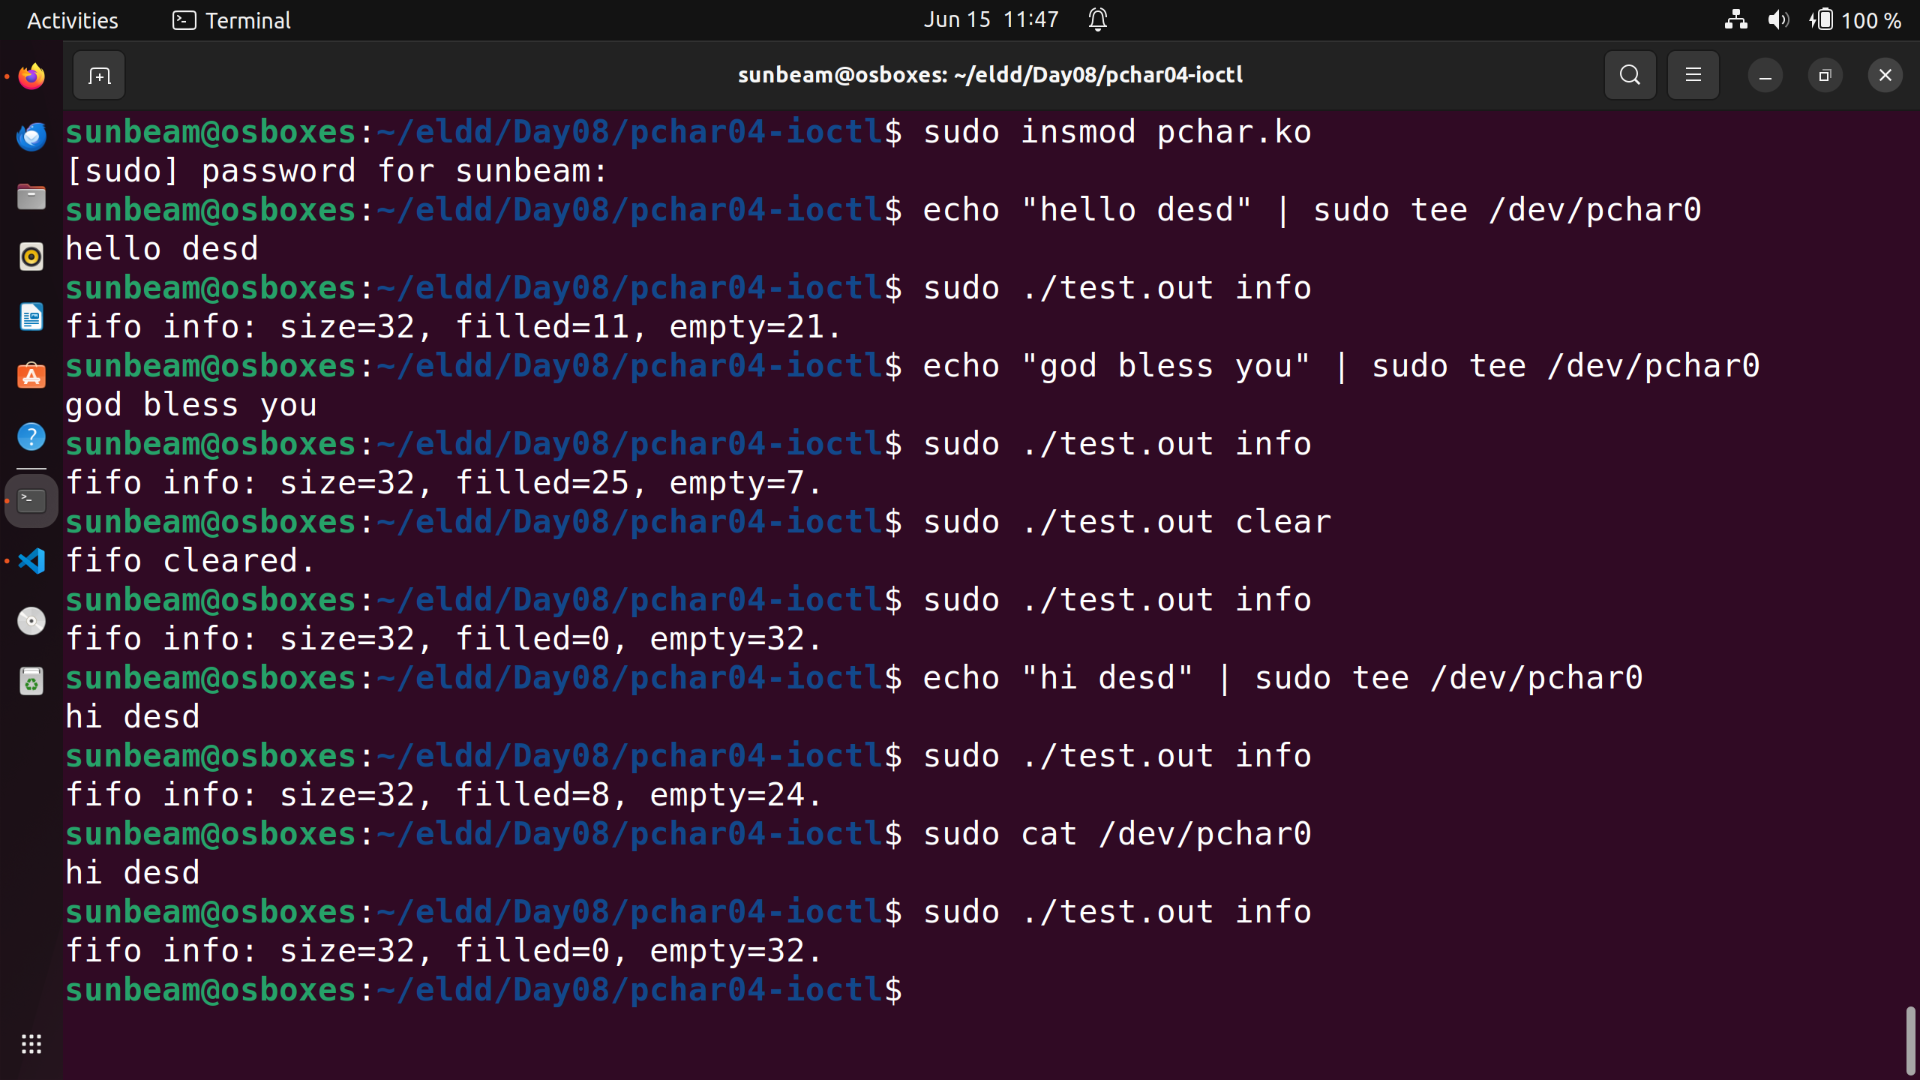 Activities Terminal Jun 15 11:47 100 %
sunbeam@osboxes: ~/eldd/Day08/pchar04-ioctl
sunbeam@osboxes:~/eldd/Day08/pchar04-ioctl$ sudo insmod pchar.ko
[sudo] password for sunbeam:
sunbeam@osboxes:~/eldd/Day08/pchar04-ioctl$ echo "hello desd" | sudo tee /dev/pchar0
hello desd
sunbeam@osboxes:~/eldd/Day08/pchar04-ioctl$ sudo ./test.out info
fifo info: size=32, filled=11, empty=21.
sunbeam@osboxes:~/eldd/Day08/pchar04-ioctl$ echo "god bless you" | sudo tee /dev/pchar0
god bless you
sunbeam@osboxes:~/eldd/Day08/pchar04-ioctl$ sudo ./test.out info
fifo info: size=32, filled=25, empty=7.
sunbeam@osboxes:~/eldd/Day08/pchar04-ioctl$ sudo ./test.out clear
fifo cleared.
sunbeam@osboxes:~/eldd/Day08/pchar04-ioctl$ sudo ./test.out info
fifo info: size=32, filled=0, empty=32.
sunbeam@osboxes:~/eldd/Day08/pchar04-ioctl$ echo "hi desd" | sudo tee /dev/pchar0
hi desd
sunbeam@osboxes:~/eldd/Day08/pchar04-ioctl$ sudo ./test.out info
fifo info: size=32, filled=8, empty=24.
sunbeam@osboxes:~/eldd/Day08/pchar04-ioctl$ sudo cat /dev/pchar0
hi desd
sunbeam@osboxes:~/eldd/Day08/pchar04-ioctl$ sudo ./test.out info
fifo info: size=32, filled=0, empty=32.
sunbeam@osboxes:~/eldd/Day08/pchar04-ioctl$